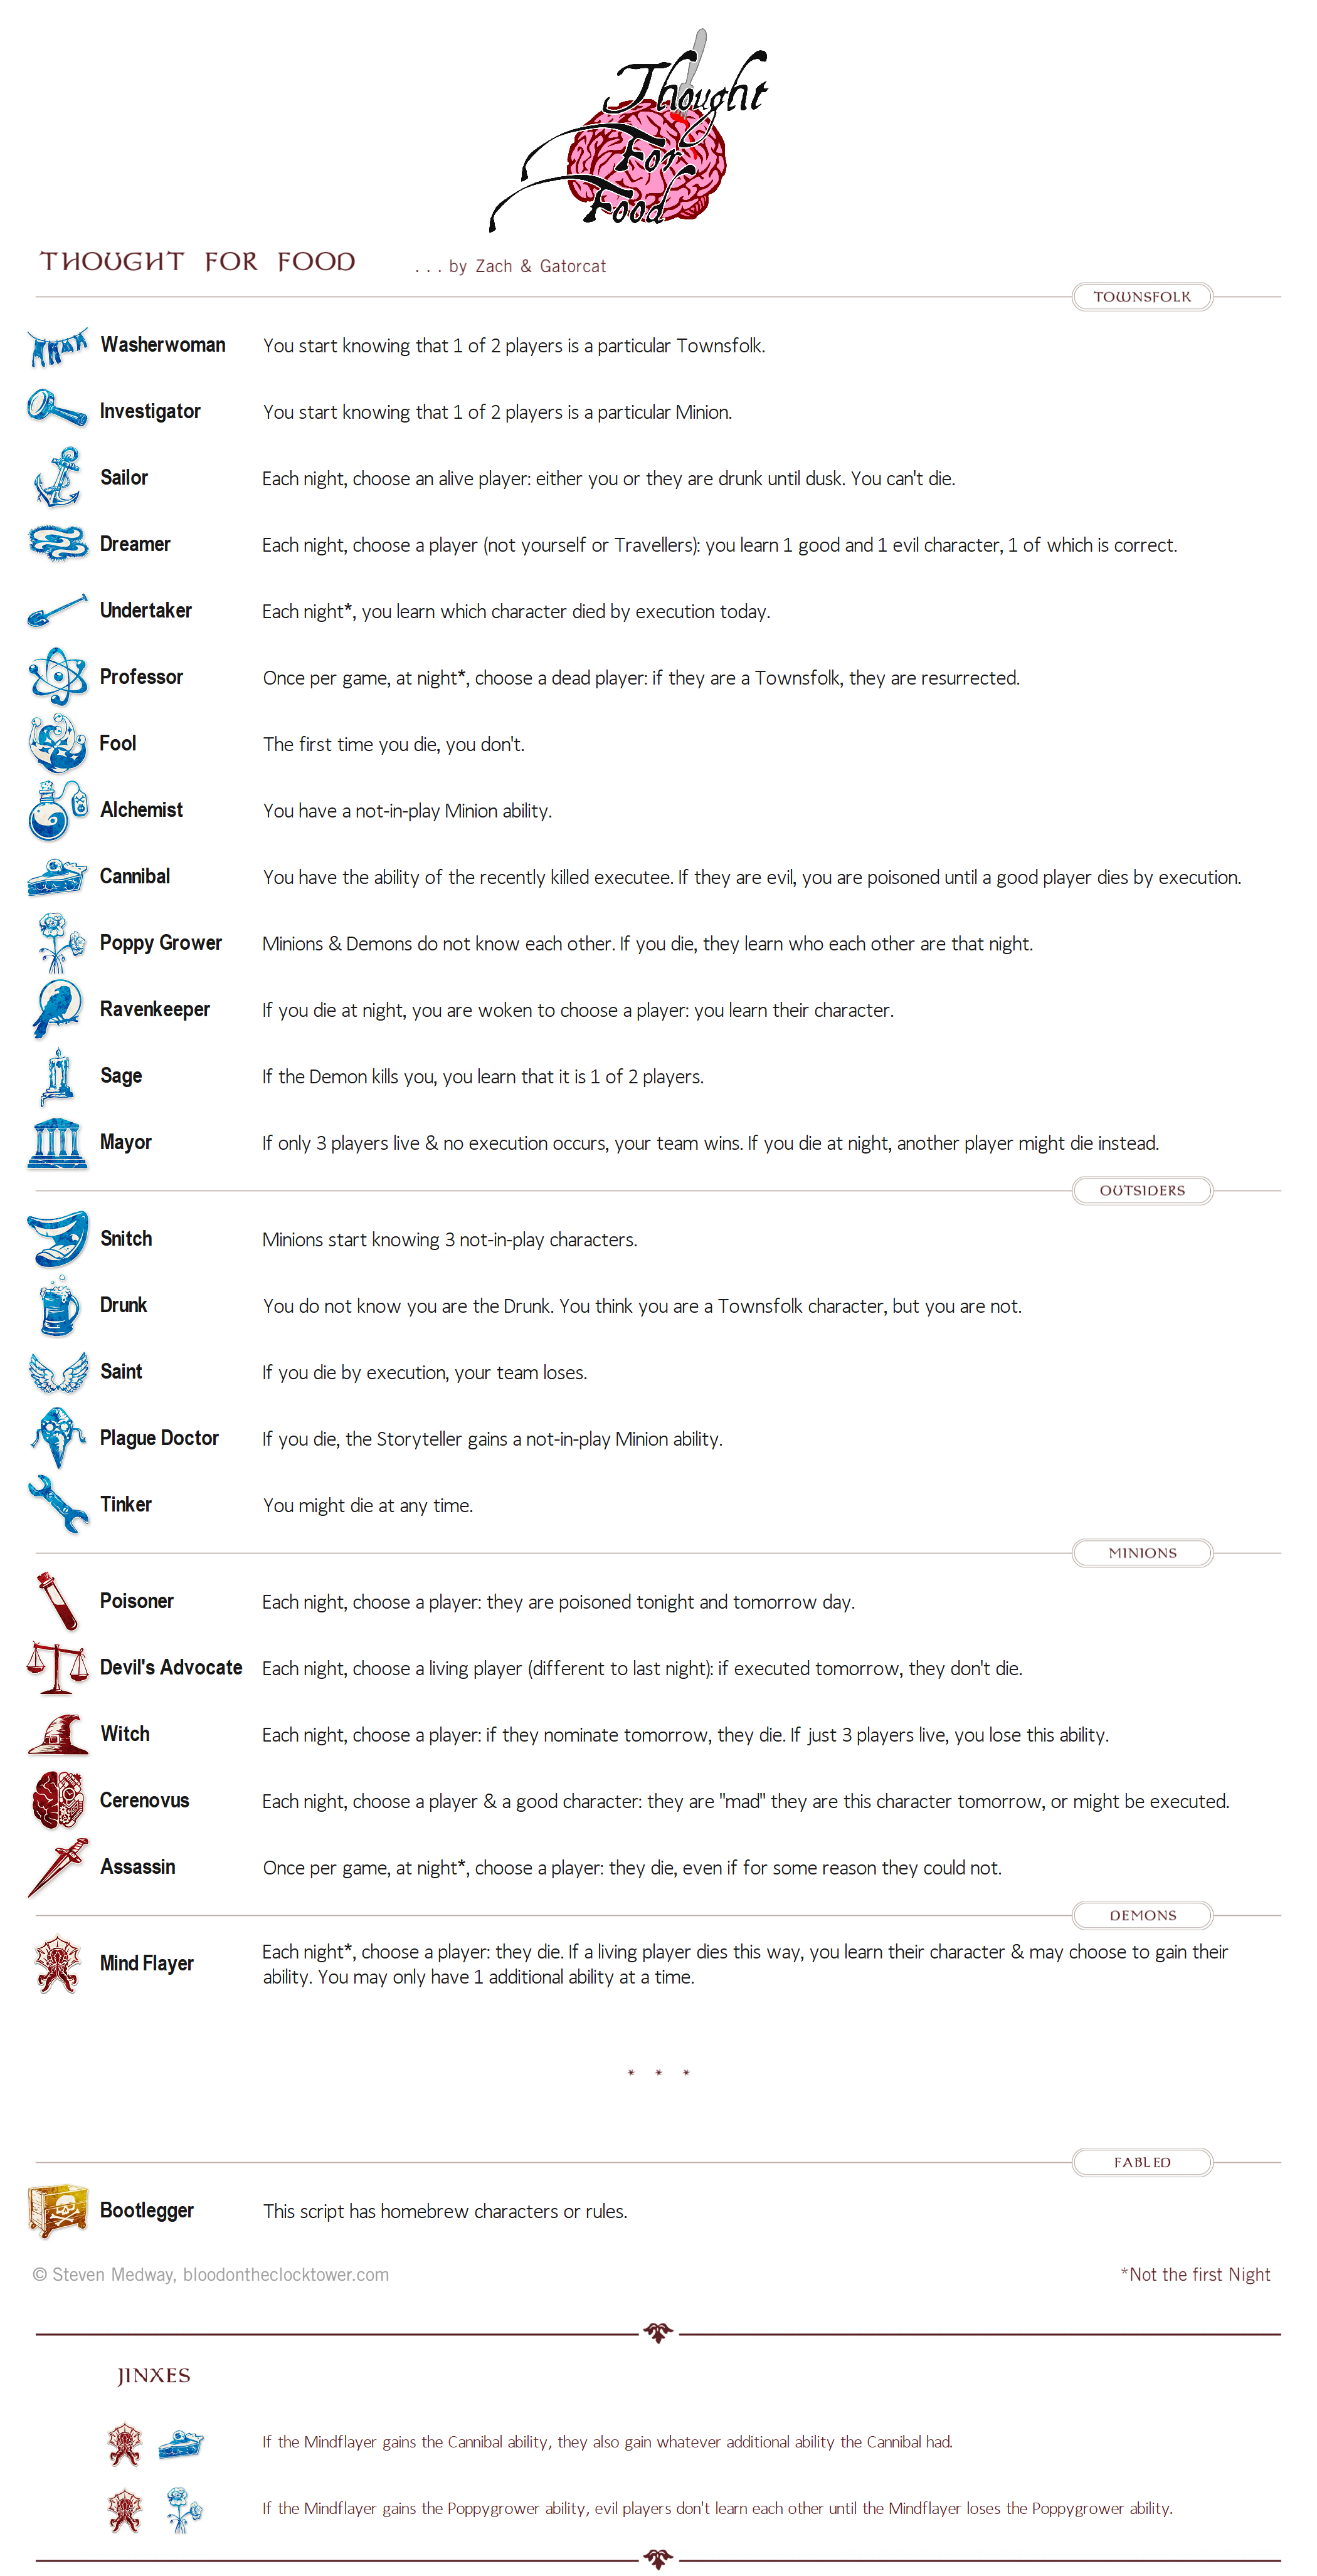 Thought
For
Food
THOUGHT FOR FOOD . . . by Zach & Gatorcat
TOWNSFOLK
Washerwoman You start knowing that 1 of 2 players is a particular Townsfolk.
Investigator You start knowing that 1 of 2 players is a particular Minion.
Sailor Each night, choose an alive player: either you or they are drunk until dusk. You can't die.
Dreamer Each night, choose a player (not yourself or Travellers): you learn 1 good and 1 evil character, 1 of which is correct.
Undertaker Each night*, you learn which character died by execution today.
Professor Once per game, at night*, choose a dead player: if they are a Townsfolk, they are resurrected.
Fool The first time you die, you don't.
Alchemist You have a not-in-play Minion ability.
Cannibal You have the ability of the recently killed executee. If they are evil, you are poisoned until a good player dies by execution.
Poppy Grower Minions & Demons do not know each other. If you die, they learn who each other are that night.
Ravenkeeper If you die at night, you are woken to choose a player: you learn their character.
Sage If the Demon kills you, you learn that it is 1 of 2 players.
Mayor If only 3 players live & no execution occurs, your team wins. If you die at night, another player might die instead.
OUTSIDERS
Snitch Minions start knowing 3 not-in-play characters.
Drunk You do not know you are the Drunk. You think you are a Townsfolk character, but you are not.
Saint If you die by execution, your team loses.
Plague Doctor If you die, the Storyteller gains a not-in-play Minion ability.
Tinker You might die at any time.
MINIONS
Poisoner Each night, choose a player: they are poisoned tonight and tomorrow day.
Devil's Advocate Each night, choose a living player (different to last night): if executed tomorrow, they don't die.
Witch Each night, choose a player: if they nominate tomorrow, they die. If just 3 players live, you lose this ability.
Cerenovus Each night, choose a player & a good character: they are "mad" they are this character tomorrow, or might be executed.
Assassin Once per game, at night*, choose a player: they die, even if for some reason they could not.
DEMONS
Mind Flayer Each night*, choose a player: they die. If a living player dies this way, you learn their character & may choose to gain their
ability. You may only have 1 additional ability at a time.
* * *
FABLED
Bootlegger This script has homebrew characters or rules.
© Steven Medway, bloodontheclocktower.com *Not the first Night
JINXES
If the Mindflayer gains the Cannibal ability, they also gain whatever additional ability the Cannibal had.
If the Mindflayer gains the Poppygrower ability, evil players don't learn each other until the Mindflayer loses the Poppygrower ability.